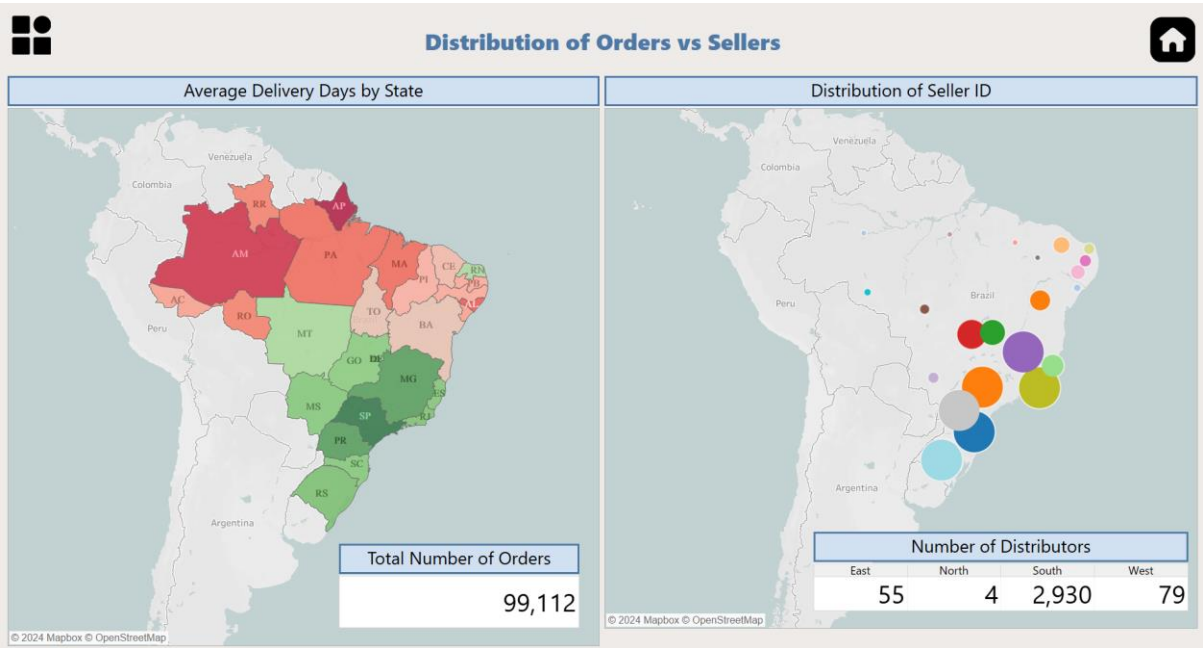 Distribution of Orders vs Sellers
Average Delivery Days by State
Venezuela
Colombia
RR
AP
AM
PA
MA
CE
RN
PI
PB
AL
AC
RO
TO
BA
Peru
MT
GO
DF
MG
MS
ES
SP
RJ
PR
SC
RS
Argentina
Total Number of Orders
99,112
© 2024 Mapbox © OpenStreetMap
Distribution of Seller ID
Venezuela
Colombia
Peru
Brazil
Argentina
Number of Distributors
East North South West
55 4 2,930 79
© 2024 Mapbox © OpenStreetMap